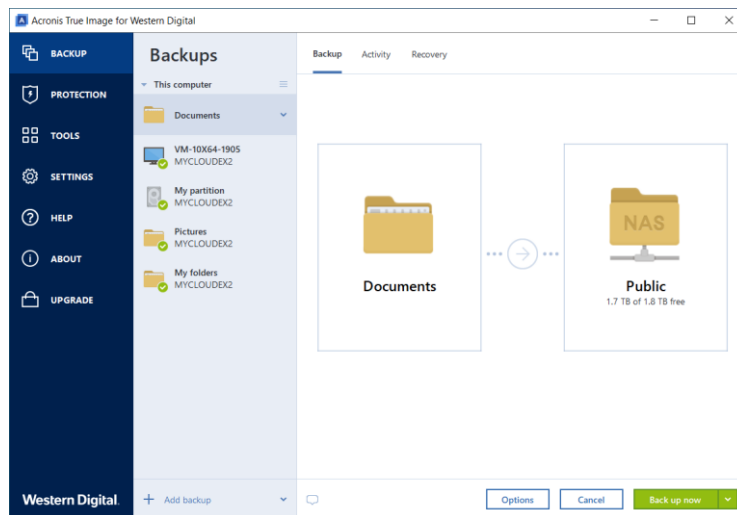 Acronis True Image for Western Digital
BACKUP
PROTECTION
TOOLS
SETTINGS
HELP
ABOUT
UPGRADE
Western Digital.
Backups
This computer
Documents
VM-10X64-1905
MYCLOUDEX2
My partition
MYCLOUDEX2
Pictures
MYCLOUDEX2
My folders
MYCLOUDEX2
Add backup
Backup Activity Recovery
Documents
NAS
Public
1.7 TB of 1.8 TB free
Options Cancel Back up now